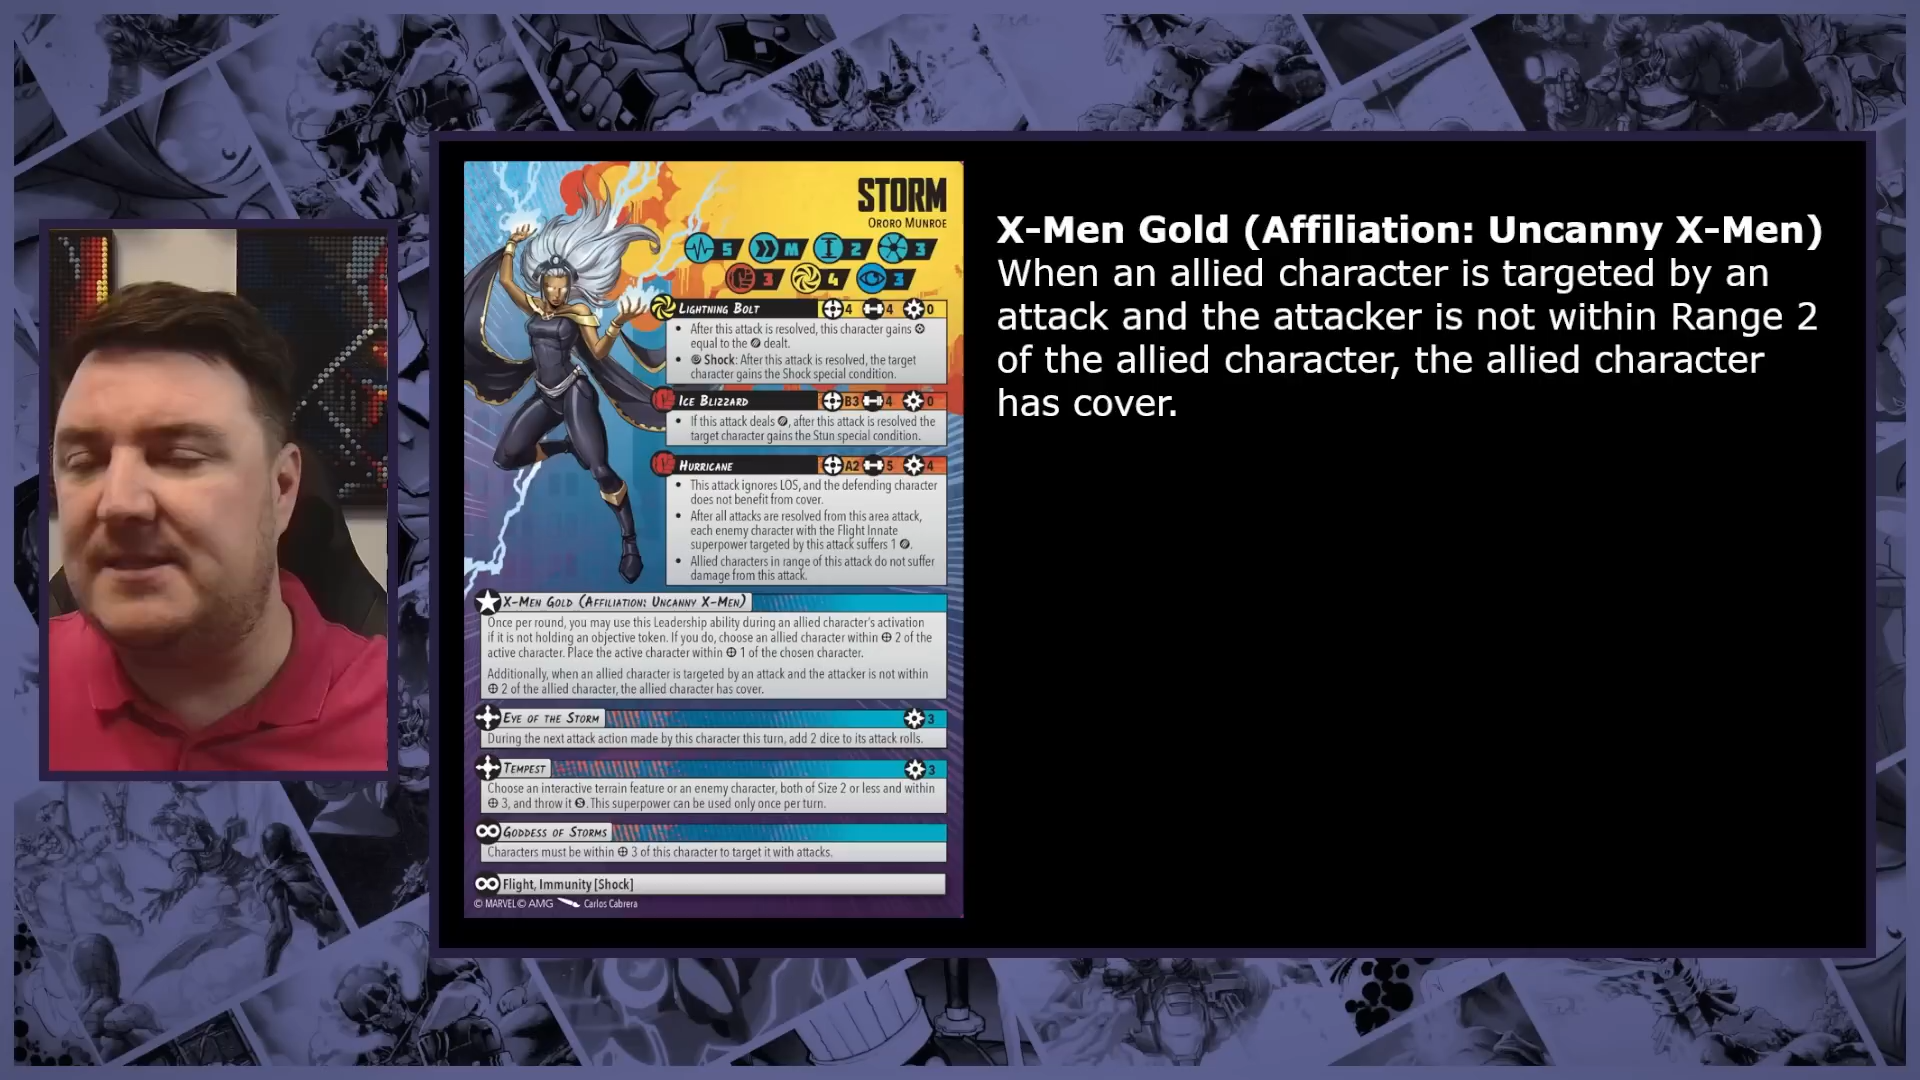 STORM
ORORO MUNROE
5 M 2 3
3 4 3
LIGHTNING BOLT 4 4 0
• After this attack is resolved, this character gains
equal to the dealt.
• Shock: After this attack is resolved, the target
character gains the Shock special condition.
ICE BLIZZARD B3 4 0
• If this attack deals , after this attack is resolved the
target character gains the Stun special condition.
HURRICANE A2 5 4
• This attack ignores LOS, and the defending character
does not benefit from cover.
• After all attacks are resolved from this area attack,
each enemy character with the Flight Innate
superpower targeted by this attack suffers 1 .
• Allied characters in range of this attack do not suffer
damage from this attack.
X-MEN GOLD (AFFILIATION: UNCANNY X-MEN)
Once per round, you may use this Leadership ability during an allied character's activation
if it is not holding an objective token. If you do, choose an allied character within 2 of the
active character. Place the active character within 1 of the chosen character.
Additionally, when an allied character is targeted by an attack and the attacker is not within
2 of the allied character, the allied character has cover.
EYE OF THE STORM 3
During the next attack action made by this character this turn, add 2 dice to its attack rolls.
TEMPEST 3
Choose an interactive terrain feature or an enemy character, both of Size 2 or less and within
3, and throw it S. This superpower can be used only once per turn.
GODDESS OF STORMS
Characters must be within 3 of this character to target it with attacks.
Flight, Immunity [Shock]
© MARVEL © AMG Carlos Cabrera
X-Men Gold (Affiliation: Uncanny X-Men)
When an allied character is targeted by an
attack and the attacker is not within Range 2
of the allied character, the allied character
has cover.